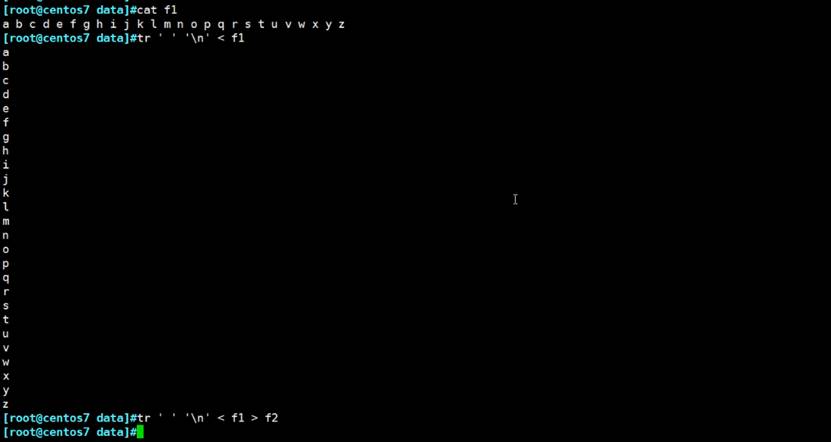 [root@centos7 data]#cat f1
a b c d e f g h i j k l m n o p q r s t u v w x y z
[root@centos7 data]#tr ' ' '\n' < f1
a
b
c
d
e
f
g
h
i
j
k
l
m
n
o
p
q
r
s
t
u
v
w
x
y
z
[root@centos7 data]#tr ' ' '\n' < f1 > f2
[root@centos7 data]#